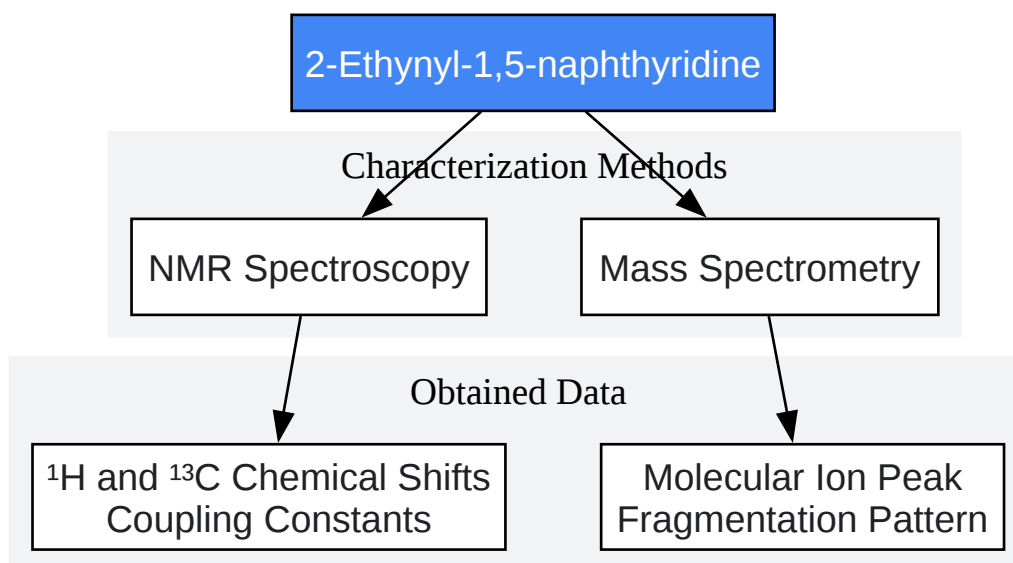 2-Ethynyl-1,5-naphthyridine
Characterization Methods
NMR Spectroscopy
Mass Spectrometry
Obtained Data
¹H and ¹³C Chemical Shifts
Coupling Constants
Molecular Ion Peak
Fragmentation Pattern